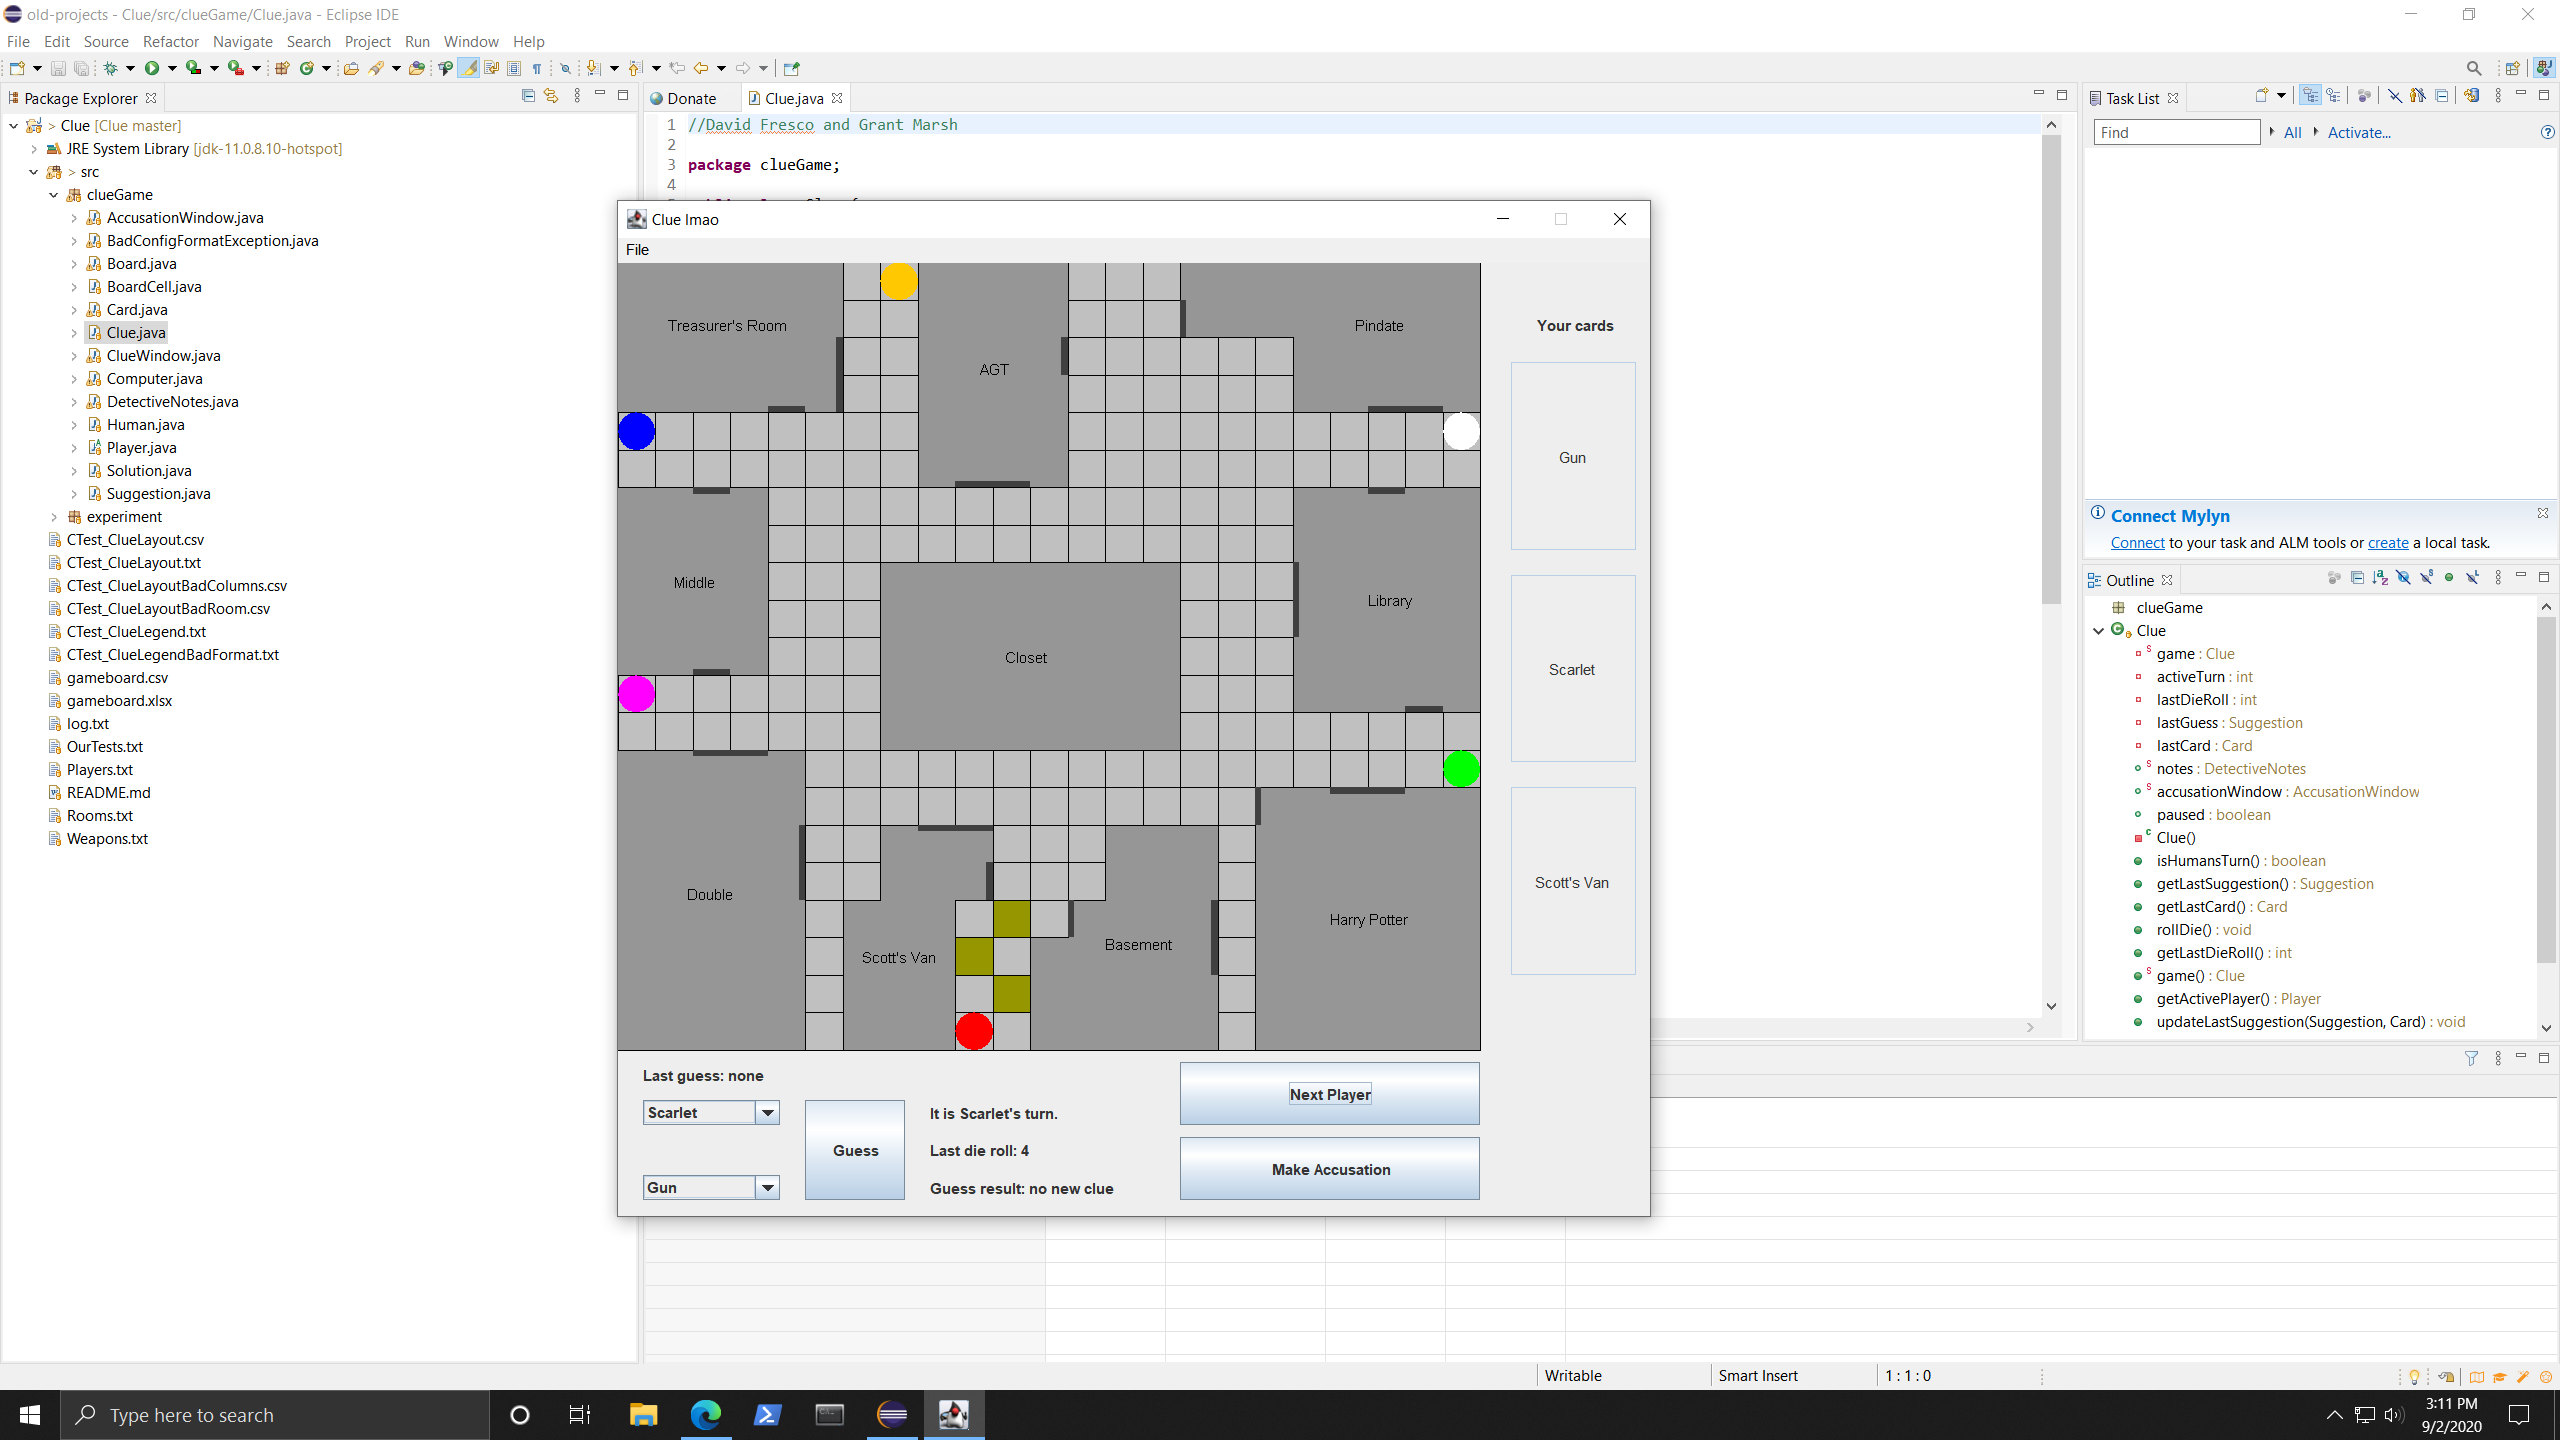 old-projects - Clue/src/clueGame/Clue.java - Eclipse IDE
File Edit Source Refactor Navigate Search Project Run Window Help
Package Explorer
> Clue [Clue master]
JRE System Library [jdk-11.0.8.10-hotspot]
> src
clueGame
AccusationWindow.java
BadConfigFormatException.java
Board.java
BoardCell.java
Card.java
Clue.java
ClueWindow.java
Computer.java
DetectiveNotes.java
Human.java
Player.java
Solution.java
Suggestion.java
experiment
CTest_ClueLayout.csv
CTest_ClueLayout.txt
CTest_ClueLayoutBadColumns.csv
CTest_ClueLayoutBadRoom.csv
CTest_ClueLegend.txt
CTest_ClueLegendBadFormat.txt
gameboard.csv
gameboard.xlsx
log.txt
OurTests.txt
Players.txt
README.md
Rooms.txt
Weapons.txt
Donate Clue.java
1 //David Fresco and Grant Marsh
2
3 package clueGame;
4
Clue lmao
File
Treasurer's Room
AGT
Pindate
Middle
Closet
Library
Double
Scott's Van
Basement
Harry Potter
Your cards
Gun
Scarlet
Scott's Van
Last guess: none
Scarlet
Gun
Guess
It is Scarlet's turn.
Last die roll: 4
Guess result: no new clue
Next Player
Make Accusation
Task List
Find All Activate...
Connect Mylyn
Connect to your task and ALM tools or create a local task.
Outline
clueGame
Clue
game : Clue
activeTurn : int
lastDieRoll : int
lastGuess : Suggestion
lastCard : Card
notes : DetectiveNotes
accusationWindow : AccusationWindow
paused : boolean
Clue()
isHumansTurn() : boolean
getLastSuggestion() : Suggestion
getLastCard() : Card
rollDie() : void
getLastDieRoll() : int
game() : Clue
getActivePlayer() : Player
updateLastSuggestion(Suggestion, Card) : void
Writable Smart Insert 1 : 1 : 0
Type here to search
3:11 PM
9/2/2020